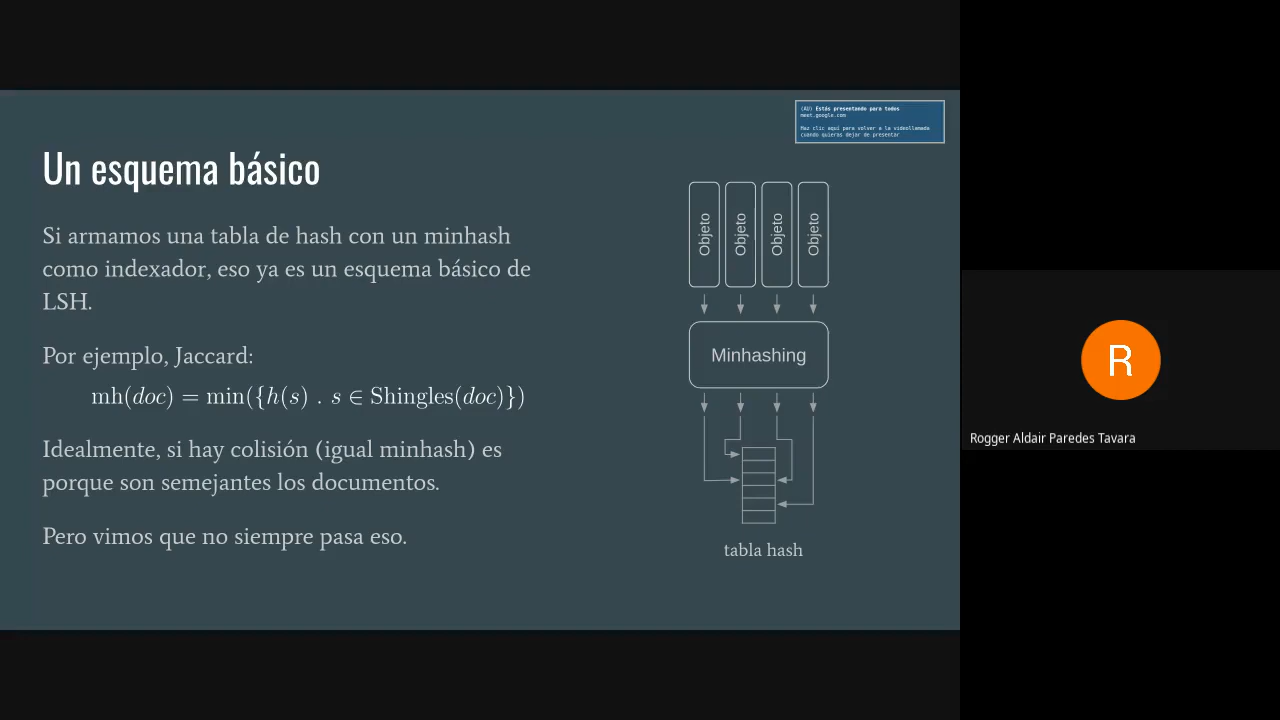 (AU) Estás presentando para todos
meet.google.com
Haz clic aquí para volver a la videollamada
cuando quieras dejar de presentar
Un esquema básico
Si armamos una tabla de hash con un minhash
como indexador, eso ya es un esquema básico de
LSH.
Por ejemplo, Jaccard:
mh(doc) = min({h(s) . s ∈ Shingles(doc)})
Idealmente, si hay colisión (igual minhash) es
porque son semejantes los documentos.
Pero vimos que no siempre pasa eso.
Objeto
Objeto
Objeto
Objeto
Minhashing
tabla hash
R
Rogger Aldair Paredes Tavara